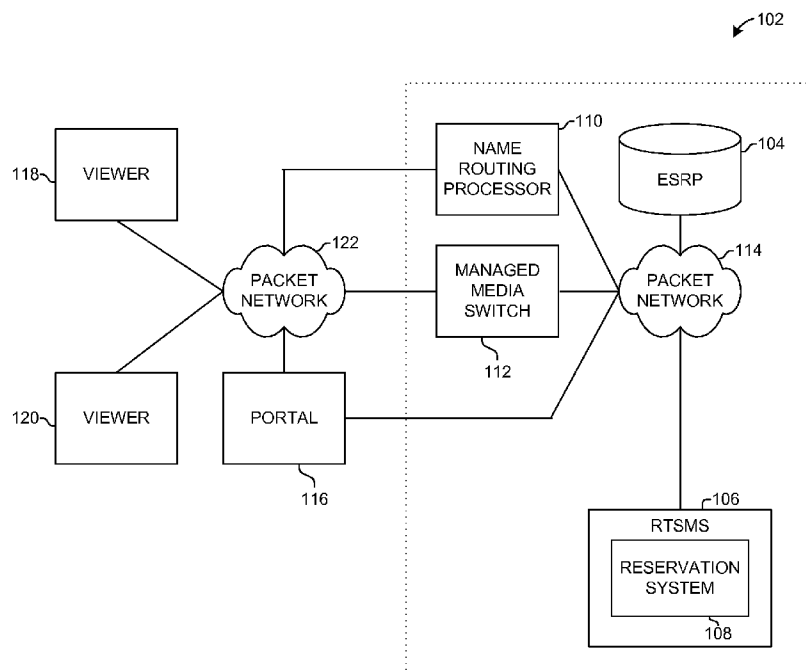 102
110
NAME
ROUTING
PROCESSOR
104
ESRP
118
VIEWER
122
PACKET
NETWORK
MANAGED
MEDIA
SWITCH
112
114
PACKET
NETWORK
120
VIEWER
PORTAL
116
106
RTSMS
RESERVATION
SYSTEM
108